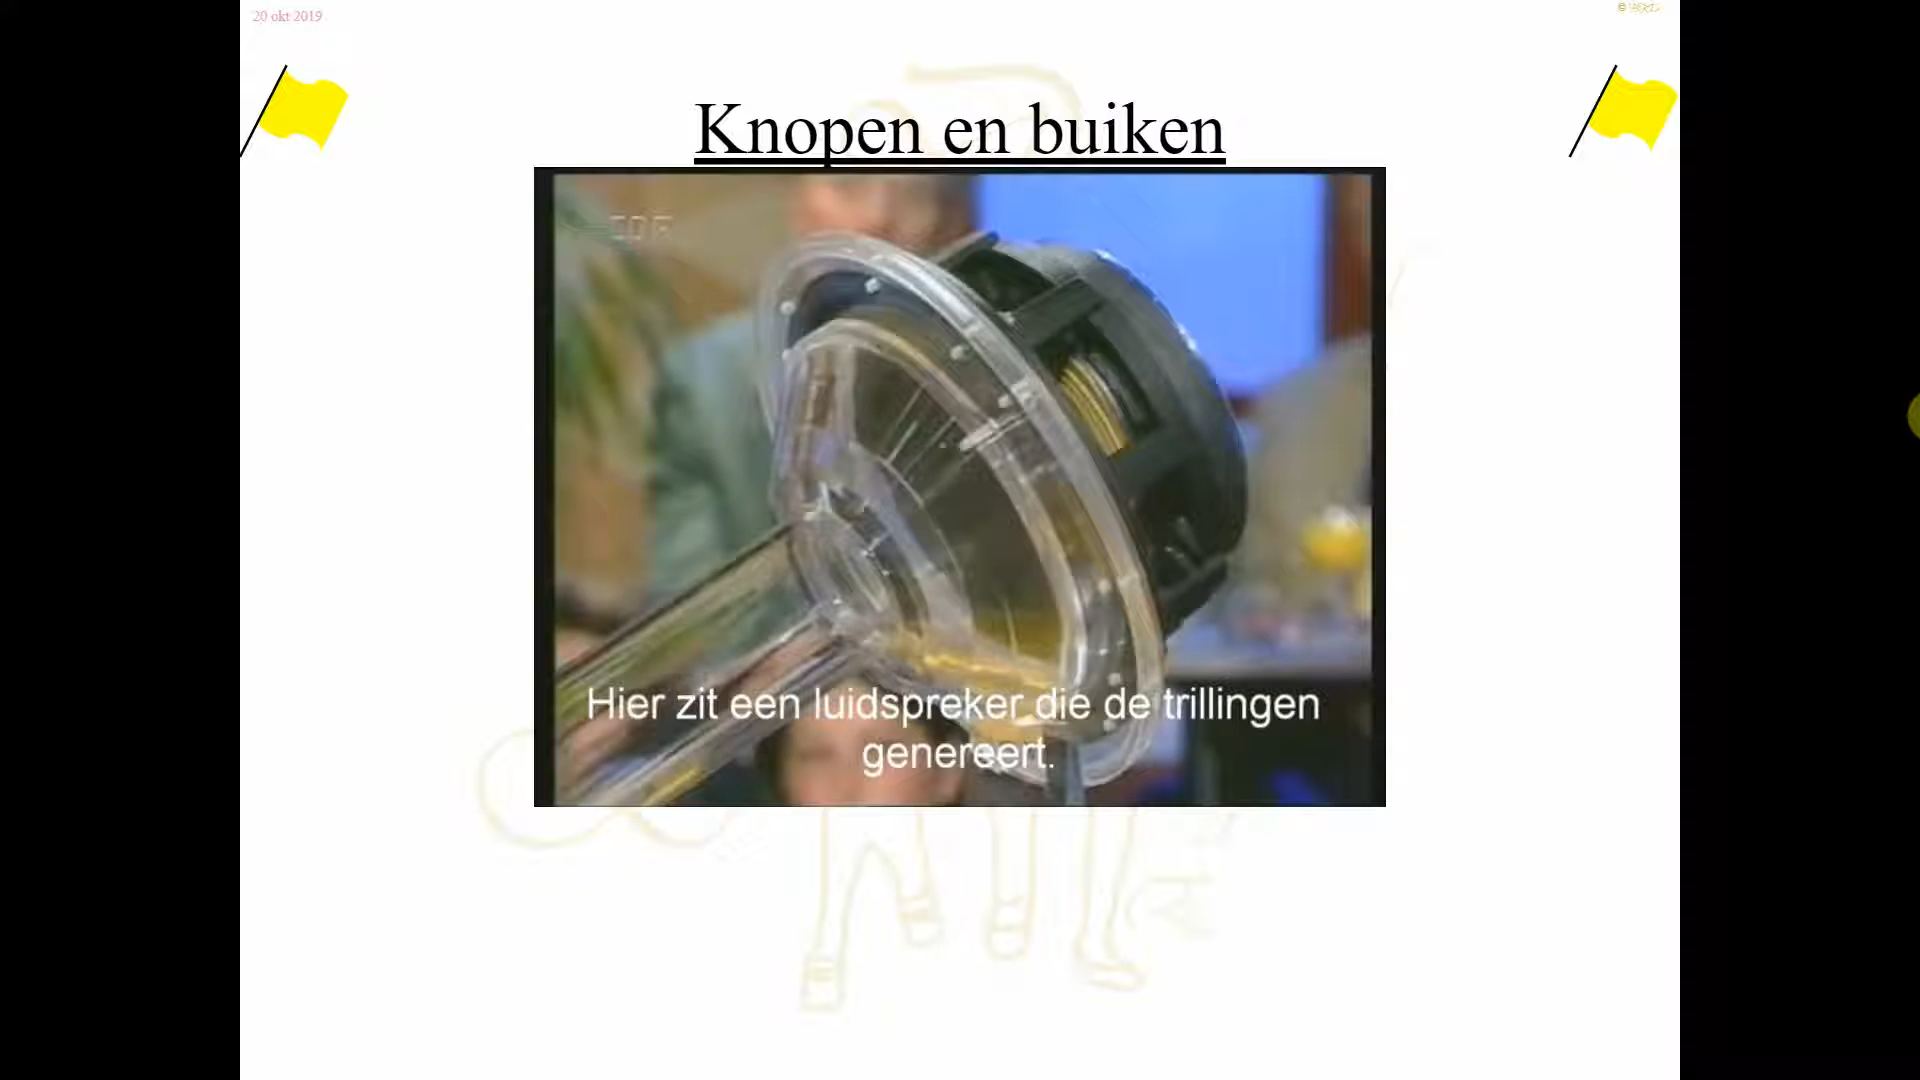 20 okt 2019
Knopen en buiken
Hier zit een luidspreker die de trillingen
genereert.